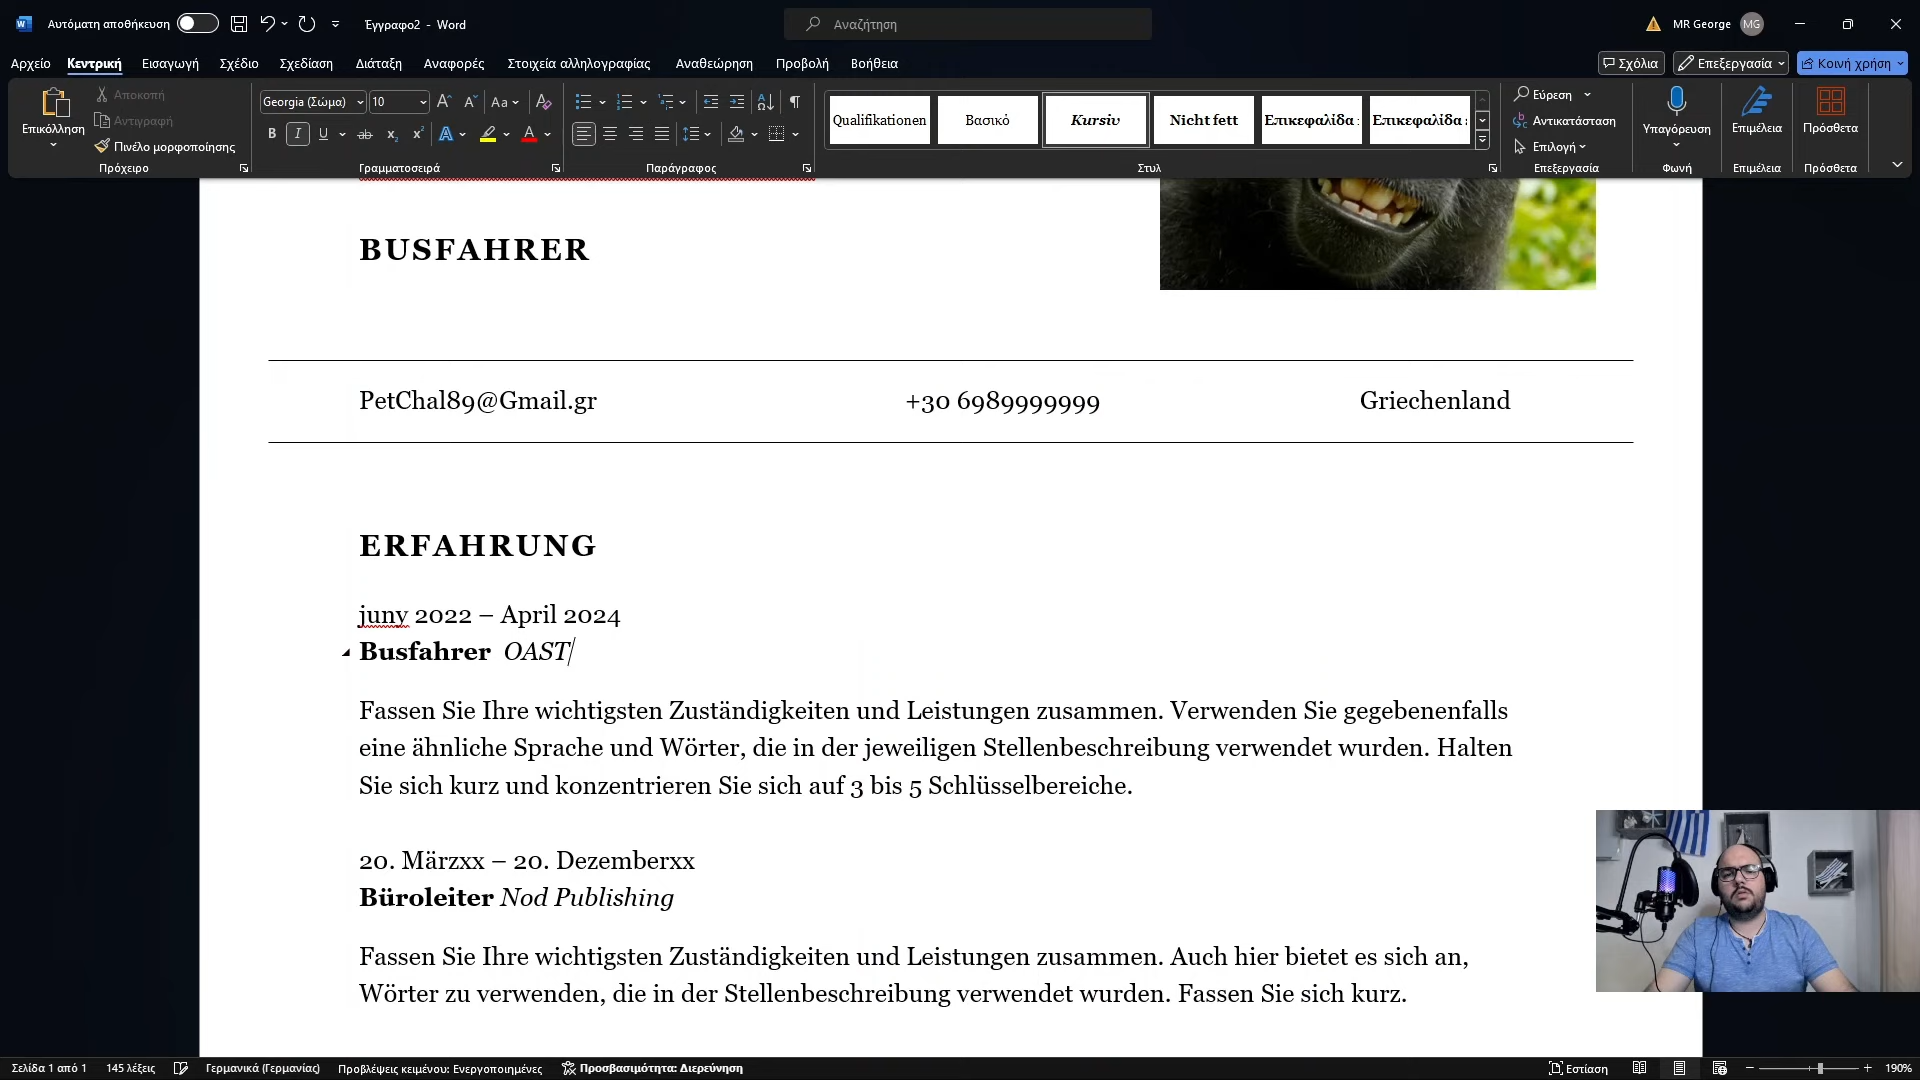 Αυτόματη αποθήκευση
Έγγραφο2 - Word
Αναζήτηση
MR George MG
Αρχείο Κεντρική Εισαγωγή Σχέδιο Σχεδίαση Διάταξη Αναφορές Στοιχεία αλληλογραφίας Αναθεώρηση Προβολή Βοήθεια
Σχόλια Επεξεργασία Κοινή χρήση
Επικόλληση
Αποκοπή
Αντιγραφή
Πινέλο μορφοποίησης
Πρόχειρο
Georgia (Σώμα) 10
Γραμματοσειρά
Παράγραφος
Qualifikationen Βασικό Kursiv Nicht fett Επικεφαλίδα : Επικεφαλίδα :
Στυλ
Εύρεση
Αντικατάσταση
Επιλογή
Επεξεργασία
Υπαγόρευση
Φωνή
Επιμέλεια
Επιμέλεια
Πρόσθετα
Πρόσθετα
BUSFAHRER
PetChal89@Gmail.gr +30 6989999999 Griechenland
ERFAHRUNG
juny 2022 – April 2024
Busfahrer OAST
Fassen Sie Ihre wichtigsten Zuständigkeiten und Leistungen zusammen. Verwenden Sie gegebenenfalls
eine ähnliche Sprache und Wörter, die in der jeweiligen Stellenbeschreibung verwendet wurden. Halten
Sie sich kurz und konzentrieren Sie sich auf 3 bis 5 Schlüsselbereiche.
20. Märzxx – 20. Dezemberxx
Büroleiter Nod Publishing
Fassen Sie Ihre wichtigsten Zuständigkeiten und Leistungen zusammen. Auch hier bietet es sich an,
Wörter zu verwenden, die in der Stellenbeschreibung verwendet wurden. Fassen Sie sich kurz.
Σελίδα 1 από 1 145 λέξεις Γερμανικά (Γερμανίας) Προβλέψεις κειμένου: Ενεργοποιημένες Προσβασιμότητα: Διερεύνηση Εστίαση 190%